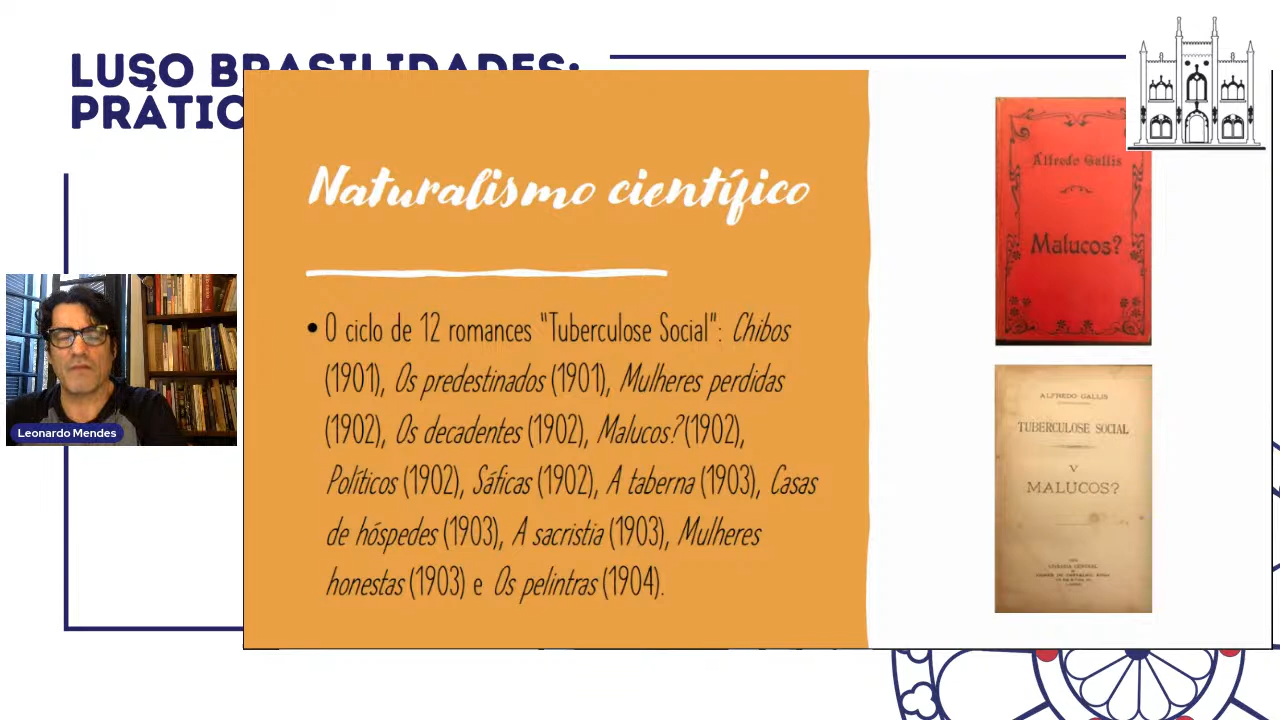 LUSO BRASILIDADES:
PRÁTIC
Naturalismo científico
• O ciclo de 12 romances "Tuberculose Social": Chibos
(1901), Os predestinados (1901), Mulheres perdidas
(1902), Os decadentes (1902), Malucos? (1902),
Políticos (1902), Sáficas (1902), A taberna (1903), Casas
de hóspedes (1903), A sacristia (1903), Mulheres
honestas (1903) e Os pelintras (1904).
Alfredo Gallis
Malucos?
ALFREDO GALLIS
TUBERCULOSE SOCIAL
V
MALUCOS?
Leonardo Mendes